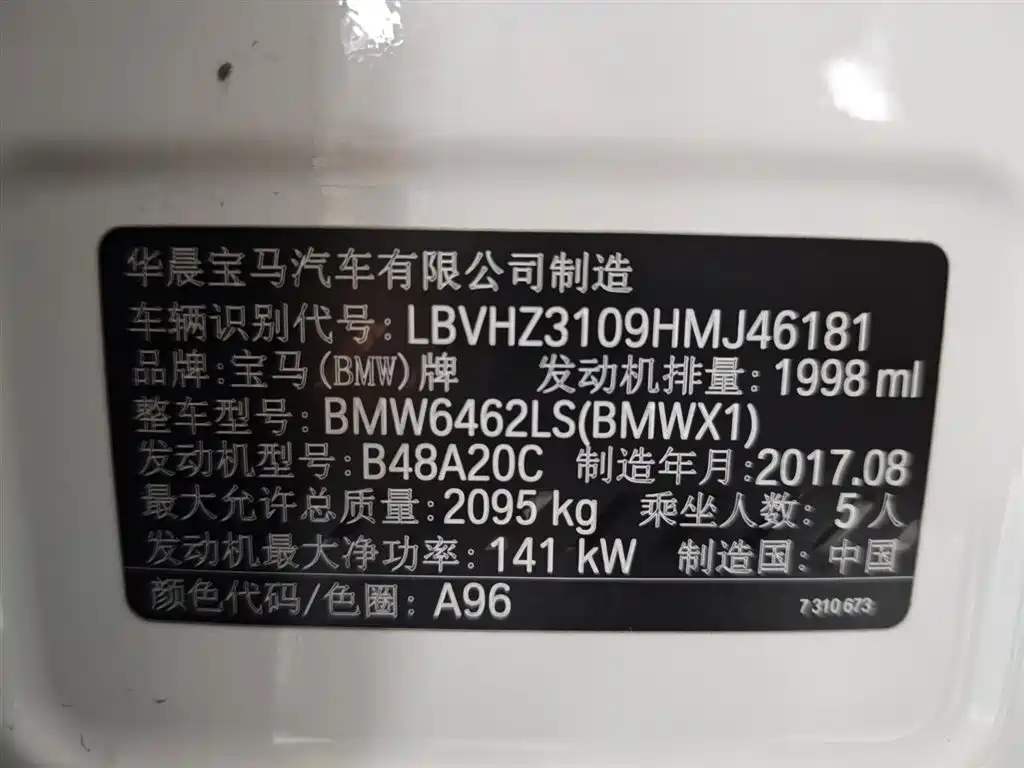 华晨宝马汽车有限公司制造
车辆识别代号: LBVHZ3109HMJ46181
品牌: 宝马(BMW)牌 发动机排量: 1998 ml
整车型号: BMW6462LS(BMWX1)
发动机型号: B48A20C 制造年月: 2017.08
最大允许总质量: 2095 kg 乘坐人数: 5人
发动机最大净功率: 141 kW 制造国: 中国
颜色代码/色圈: A96 7 310 673